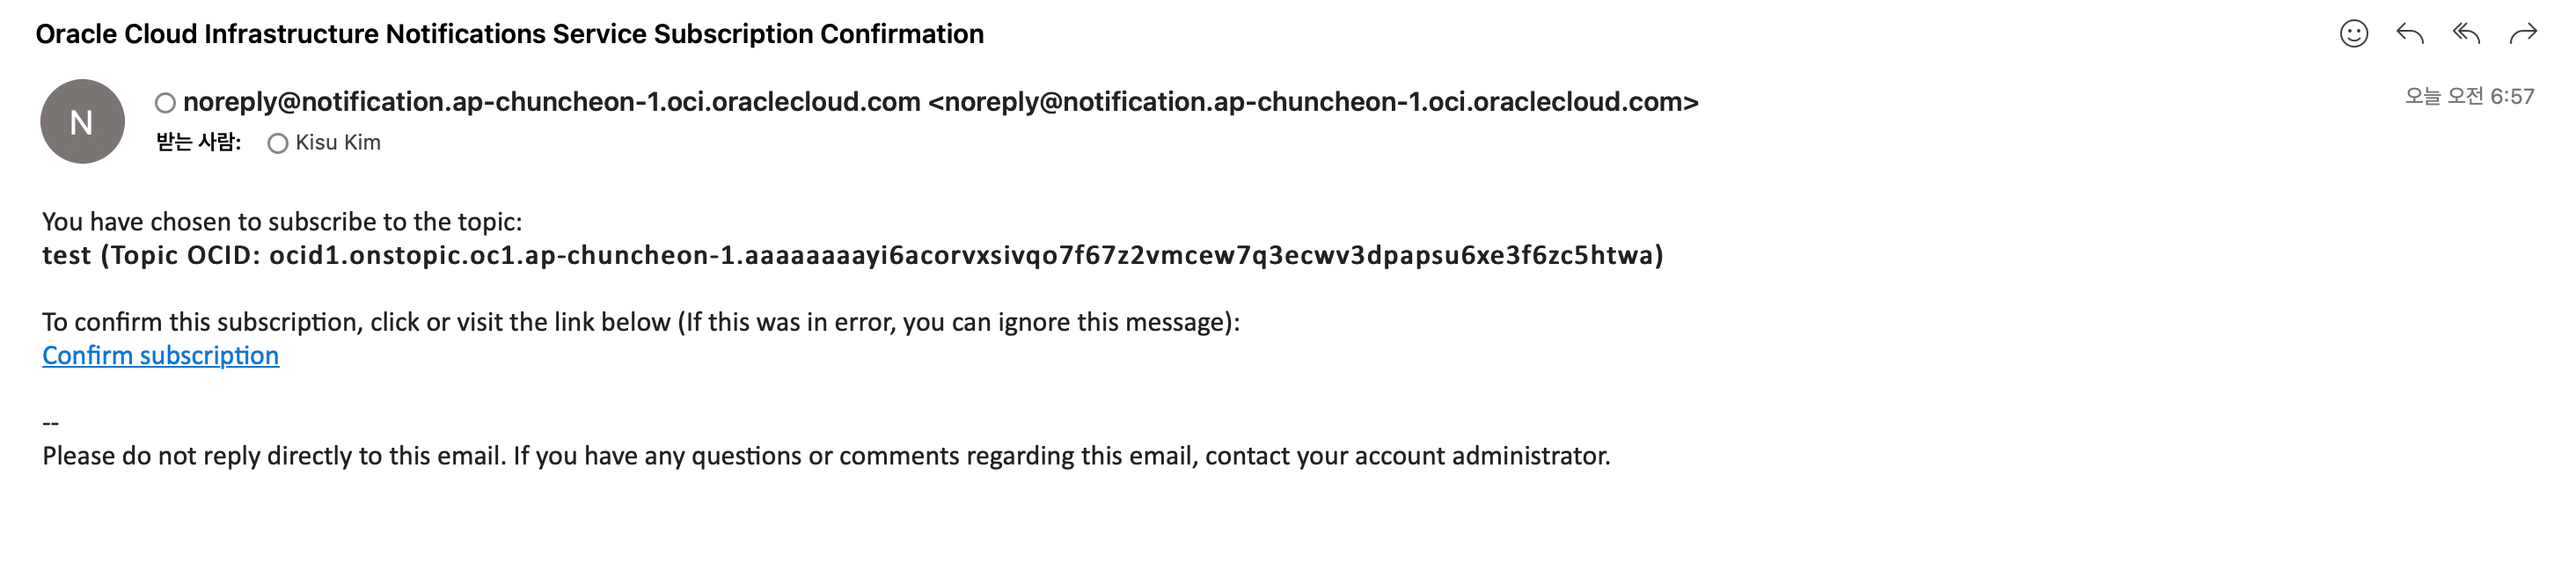 Oracle Cloud Infrastructure Notifications Service Subscription Confirmation
N
noreply@notification.ap-chuncheon-1.oci.oraclecloud.com <noreply@notification.ap-chuncheon-1.oci.oraclecloud.com>
오늘 오전 6:57
받는 사람: Kisu Kim
You have chosen to subscribe to the topic:
test (Topic OCID: ocid1.onstopic.oc1.ap-chuncheon-1.aaaaaaaayi6acorvxsivqo7f67z2vmcew7q3ecwv3dpapsu6xe3f6zc5htwa)
To confirm this subscription, click or visit the link below (If this was in error, you can ignore this message):
Confirm subscription
--
Please do not reply directly to this email. If you have any questions or comments regarding this email, contact your account administrator.